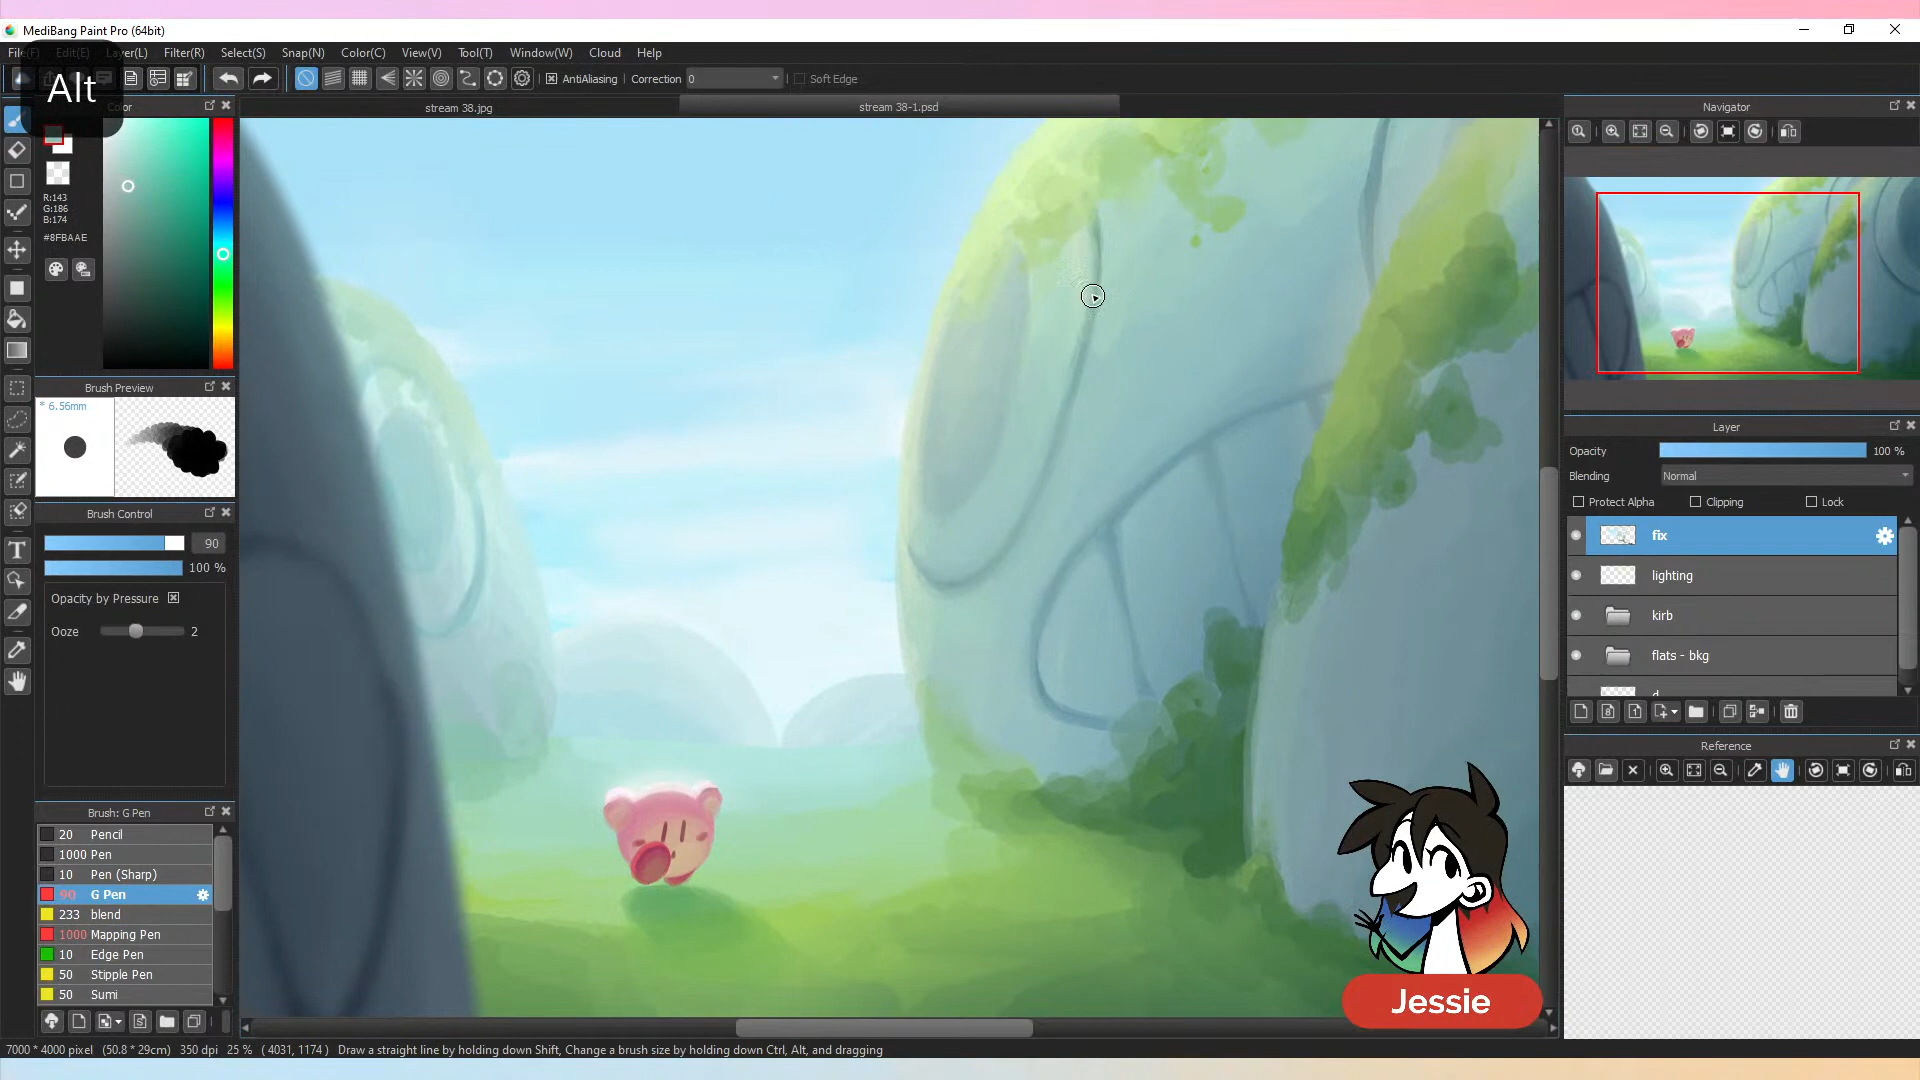 MediBang Paint Pro (64bit)
File(F) Edit(E) Layer(L) Filter(R) Select(S) Snap(N) Color(C) View(V) Tool(T) Window(W) Cloud Help
Alt
AntiAliasing Correction 0 Soft Edge
Color
stream 38.jpg stream 38-1.psd
Navigator
R:143
G:186
B:174
#8FBAAE
Brush Preview
* 6.56mm
Brush Control
90
100 %
Opacity by Pressure
Ooze 2
Brush: G Pen
20 Pencil
1000 Pen
10 Pen (Sharp)
90 G Pen
233 blend
1000 Mapping Pen
10 Edge Pen
50 Stipple Pen
50 Sumi
Layer
Opacity 100 %
Blending Normal
Protect Alpha Clipping Lock
fix
lighting
kirb
flats - bkg
Reference
Jessie
7000 * 4000 pixel (50.8 * 29cm) 350 dpi 25 % ( 4031, 1174 ) Draw a straight line by holding down Shift, Change a brush size by holding down Ctrl, Alt, and dragging